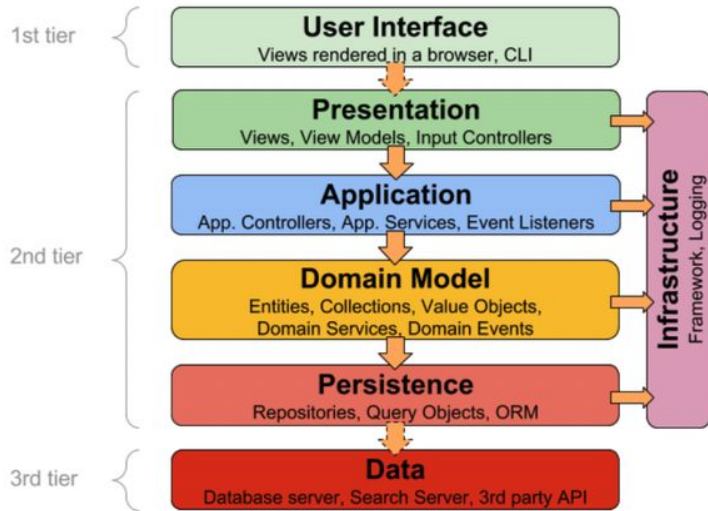 1st tier
User Interface
Views rendered in a browser, CLI
2nd tier
Presentation
Views, View Models, Input Controllers
Application
App. Controllers, App. Services, Event Listeners
Domain Model
Entities, Collections, Value Objects,
Domain Services, Domain Events
Persistence
Repositories, Query Objects, ORM
Infrastructure
Framework, Logging
3rd tier
Data
Database server, Search Server, 3rd party API